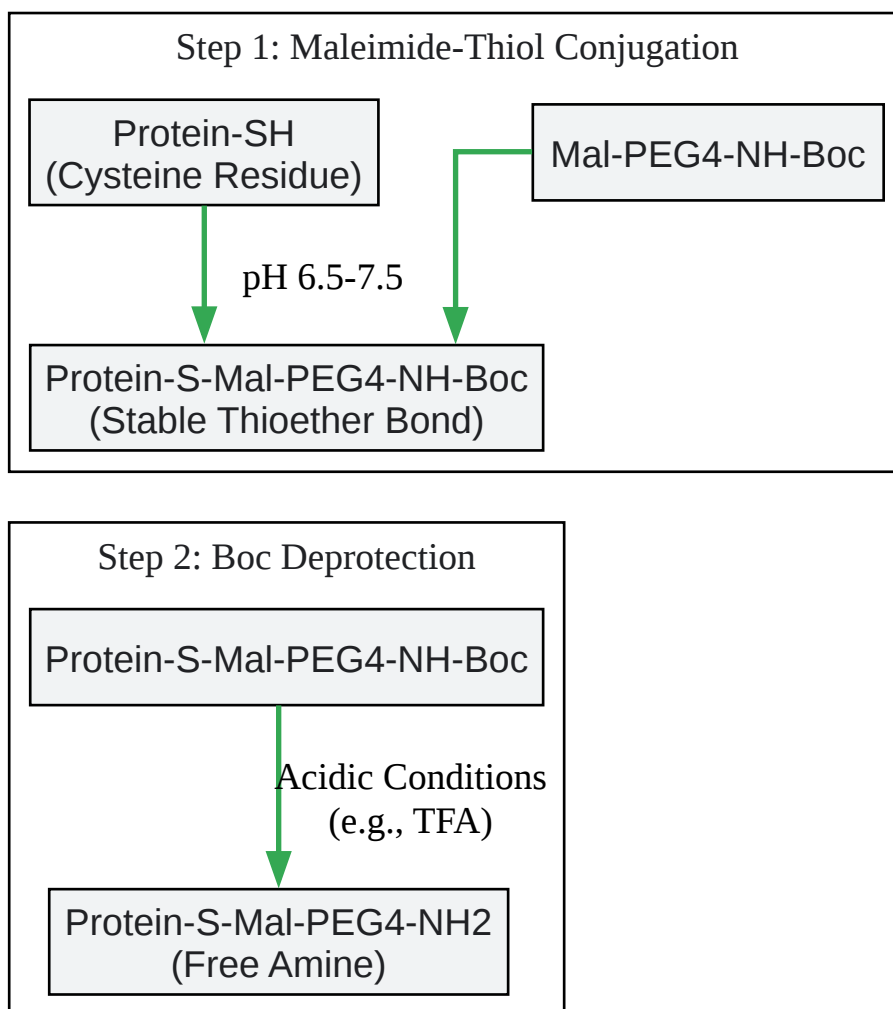 Step 1: Maleimide-Thiol Conjugation
Protein-SH
(Cysteine Residue)
Mal-PEG4-NH-Boc
pH 6.5-7.5
Protein-S-Mal-PEG4-NH-Boc
(Stable Thioether Bond)
Step 2: Boc Deprotection
Protein-S-Mal-PEG4-NH-Boc
Acidic Conditions
(e.g., TFA)
Protein-S-Mal-PEG4-NH2
(Free Amine)